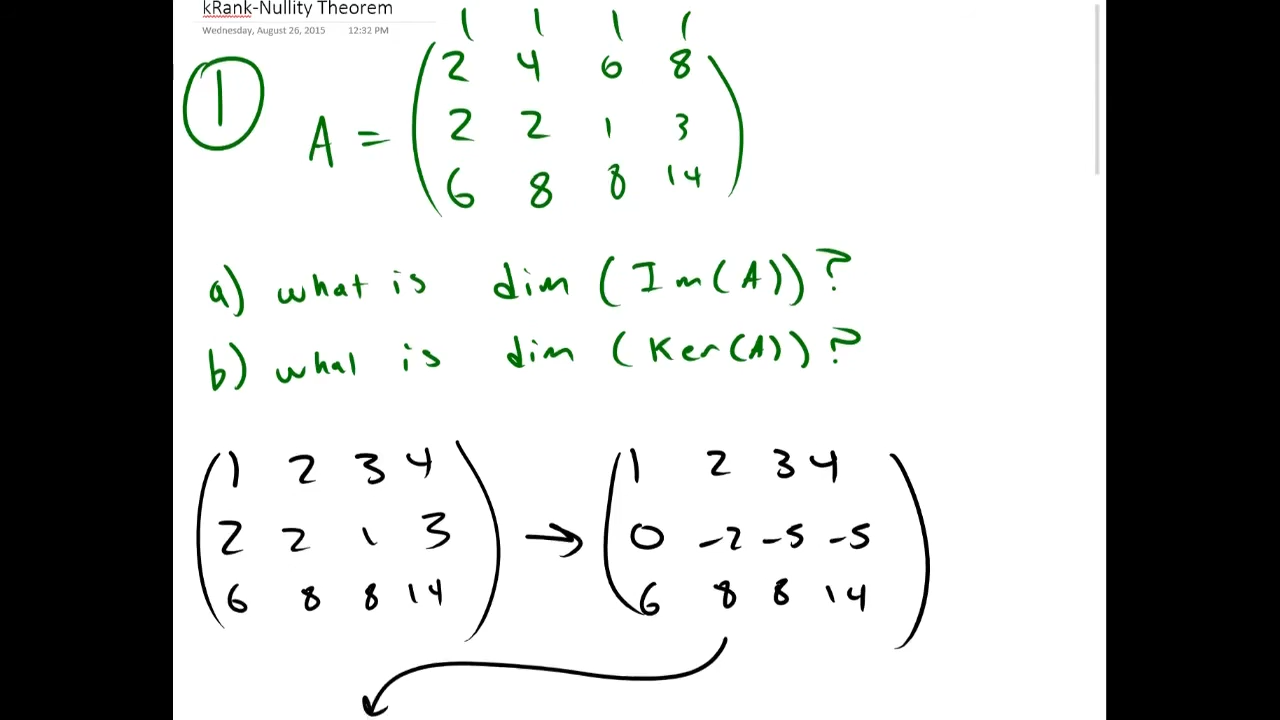 kRank-Nullity Theorem
Wednesday, August 26, 2015 12:32 PM
1 1 1 1
① A = ( 2 4 6 8
2 2 1 3
6 8 8 14 )
a) what is dim (Im(A))?
b) what is dim (Ker(A))?
( 1 2 3 4
2 2 1 3
6 8 8 14 ) → ( 1 2 3 4
0 -2 -5 -5
6 8 8 14 )